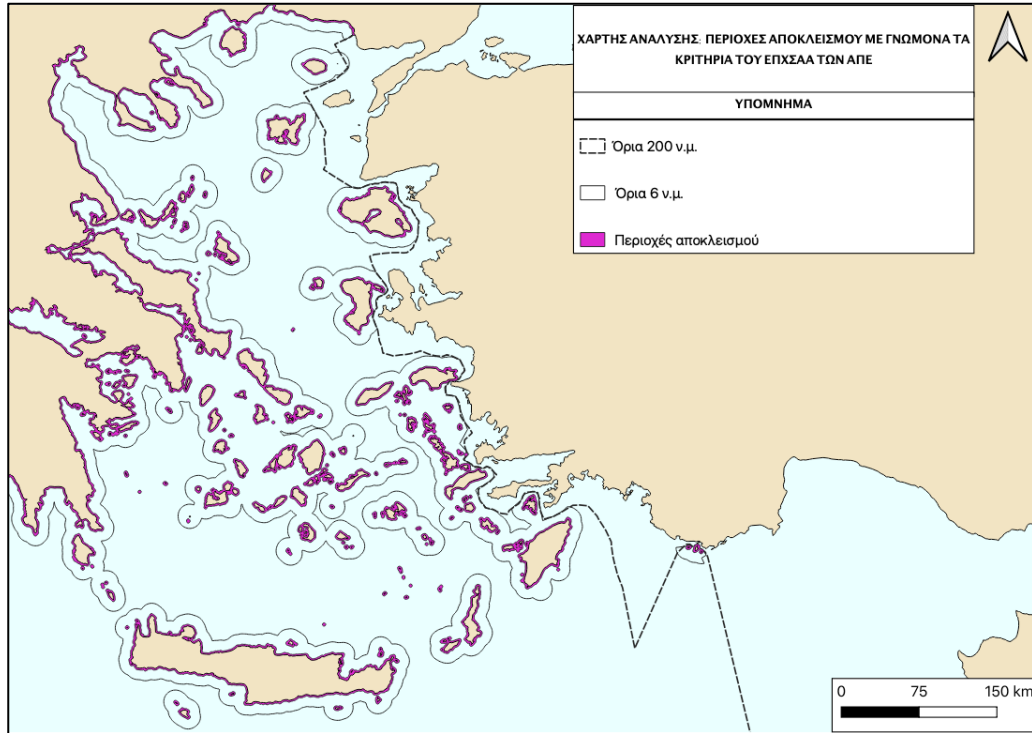 ΧΑΡΤΗΣ ΑΝΑΛΥΣΗΣ: ΠΕΡΙΟΧΕΣ ΑΠΟΚΛΕΙΣΜΟΥ ΜΕ ΓΝΩΜΟΝΑ ΤΑ
ΚΡΙΤΗΡΙΑ ΤΟΥ ΕΠΧΣΑΑ ΤΩΝ ΑΠΕ
ΥΠΟΜΝΗΜΑ
Όρια 200 ν.μ.
Όρια 6 ν.μ.
Περιοχές αποκλεισμού
0 75 150 km